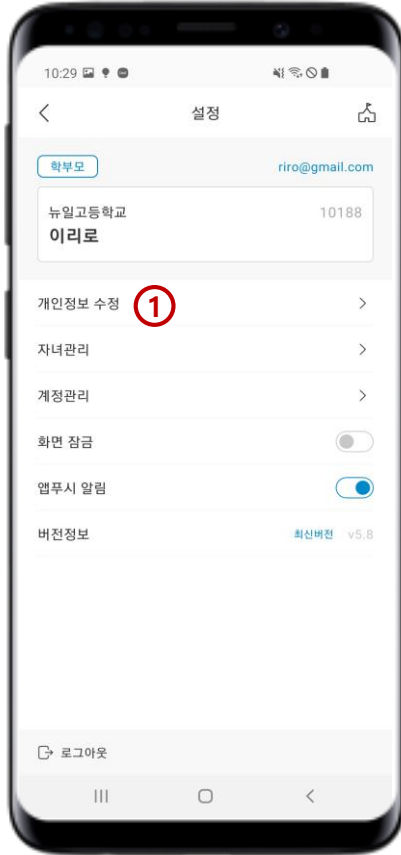 10:29
설정
학부모 riro@gmail.com
뉴일고등학교 10188
이리로
개인정보 수정 1
자녀관리
계정관리
화면 잠금
앱푸시 알림
버전정보 최신버전 v5.8
로그아웃